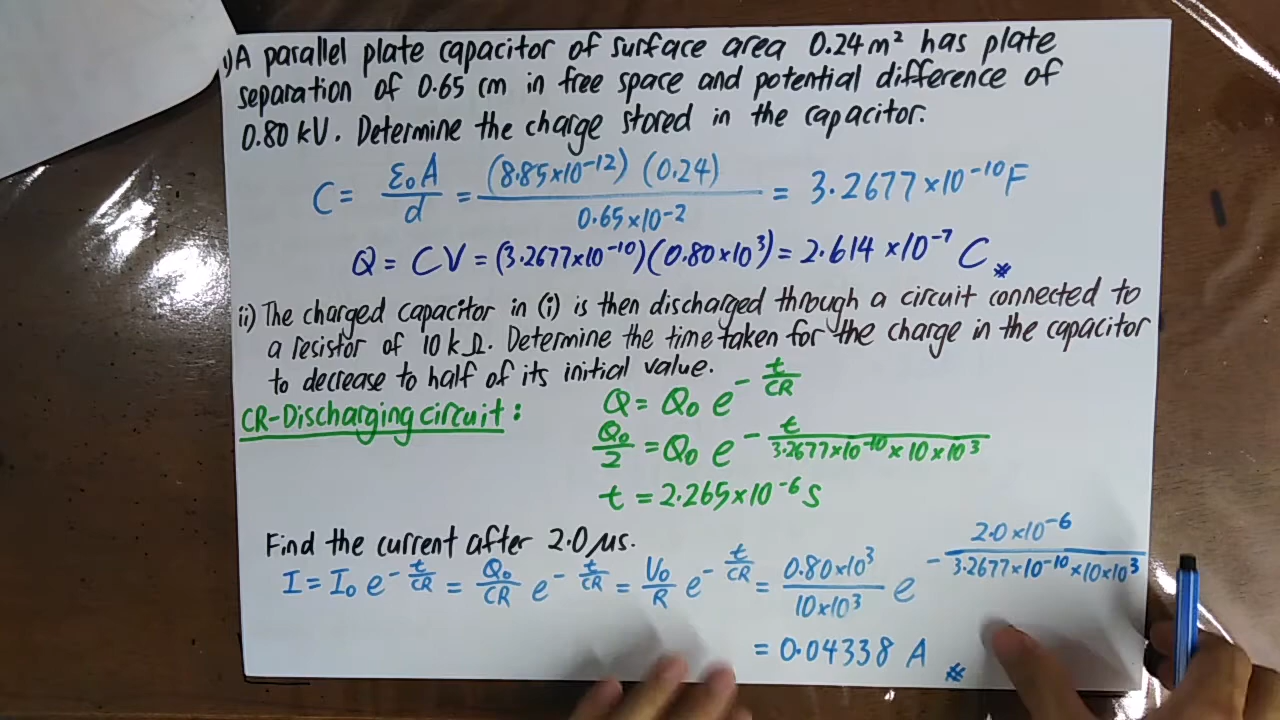 i) A parallel plate capacitor of surface area 0.24 m² has plate
separation of 0.65 cm in free space and potential difference of
0.80 kV. Determine the charge stored in the capacitor.
C = ε₀A/d = (8.85×10⁻¹²) (0.24)/0.65×10⁻² = 3.2677×10⁻¹⁰ F
Q = CV = (3.2677×10⁻¹⁰)(0.80×10³) = 2.614 ×10⁻⁷ C
ii) The charged capacitor in (i) is then discharged through a circuit connected to
a resistor of 10 kΩ. Determine the time taken for the charge in the capacitor
to decrease to half of its initial value.
CR-Discharging circuit:
Q = Q₀ e^(-t/CR)
Q₀/2 = Q₀ e^(-t/(3.2677×10⁻¹⁰ × 10 × 10³))
t = 2.265×10⁻⁶ s
Find the current after 2.0 μs.
I = I₀ e^(-t/CR) = Q₀/CR e^(-t/CR) = V₀/R e^(-t/CR) = 0.80×10³/10×10³ e^(-2.0×10⁻⁶/(3.2677×10⁻¹⁰×10×10³))
= 0.04338 A